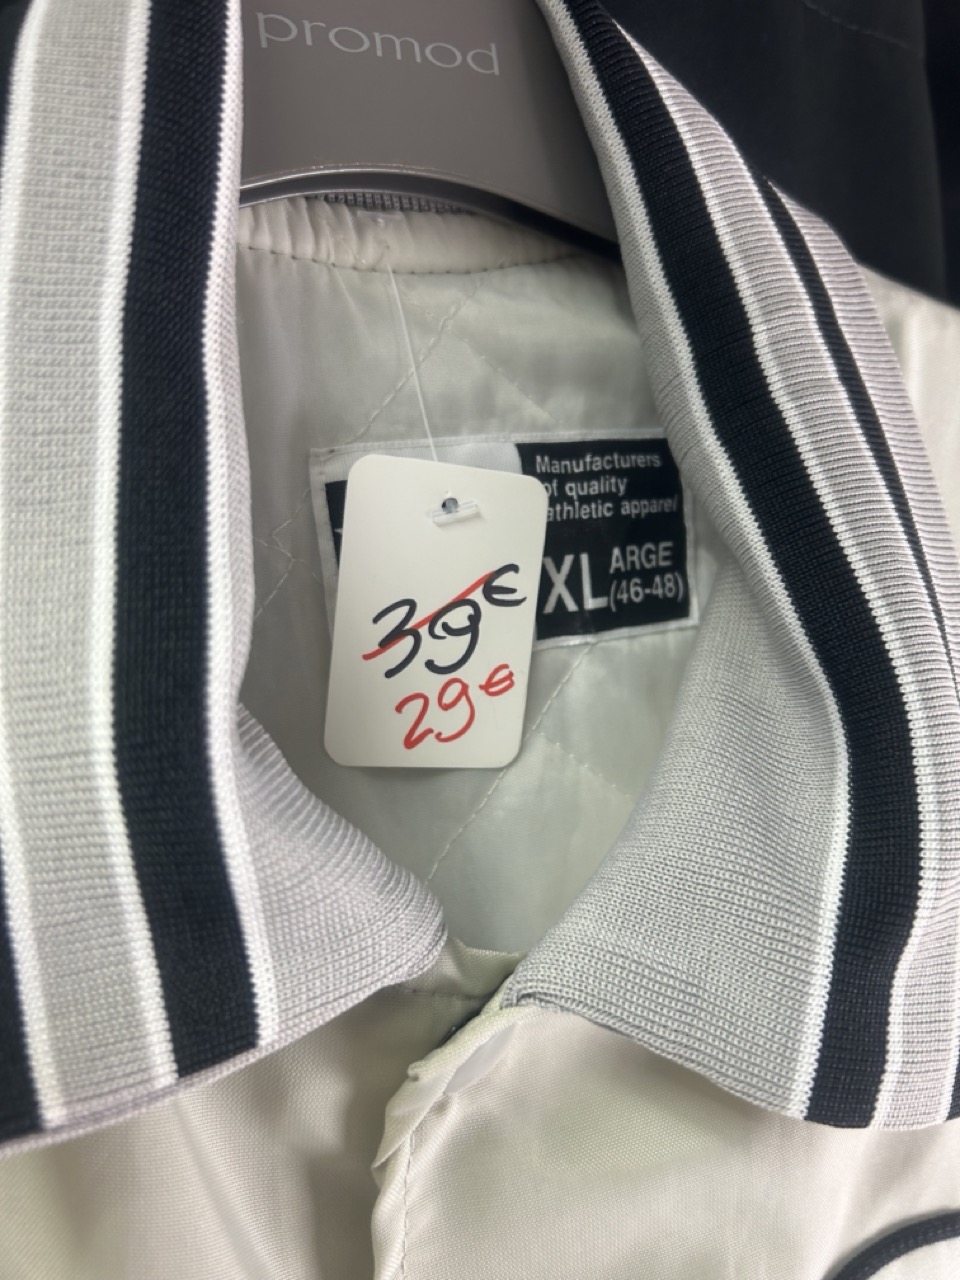 promod
Manufacturers
of quality
athletic apparel
XL ARGE
(46-48)
39€
29€